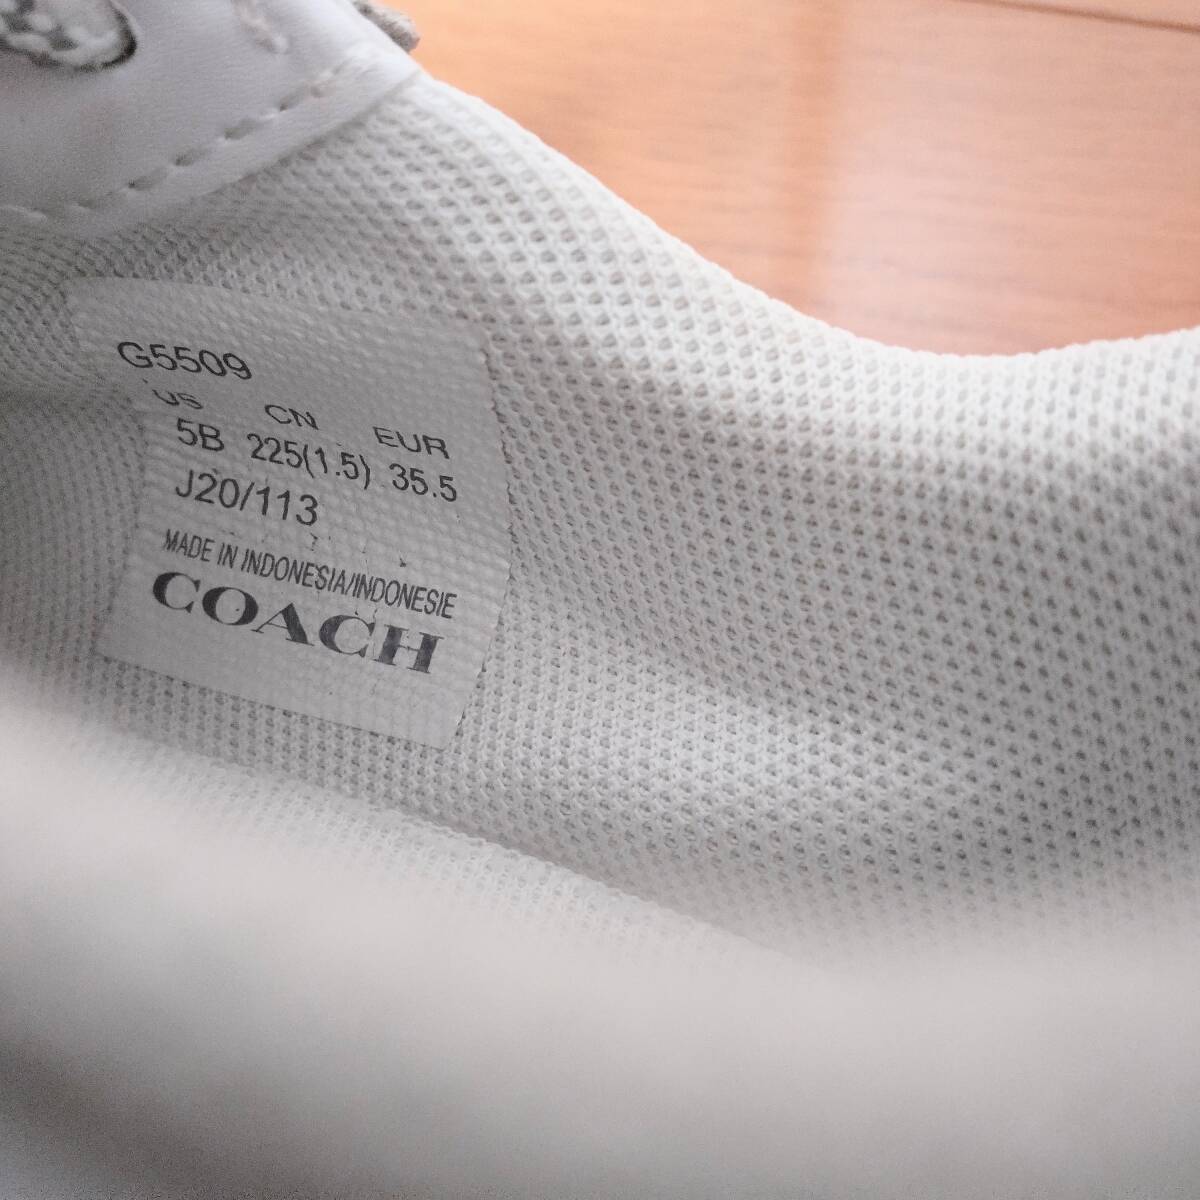 G5509
US CN EUR
5B 225(1.5) 35.5
J20/113
MADE IN INDONESIA/INDONESIE
COACH